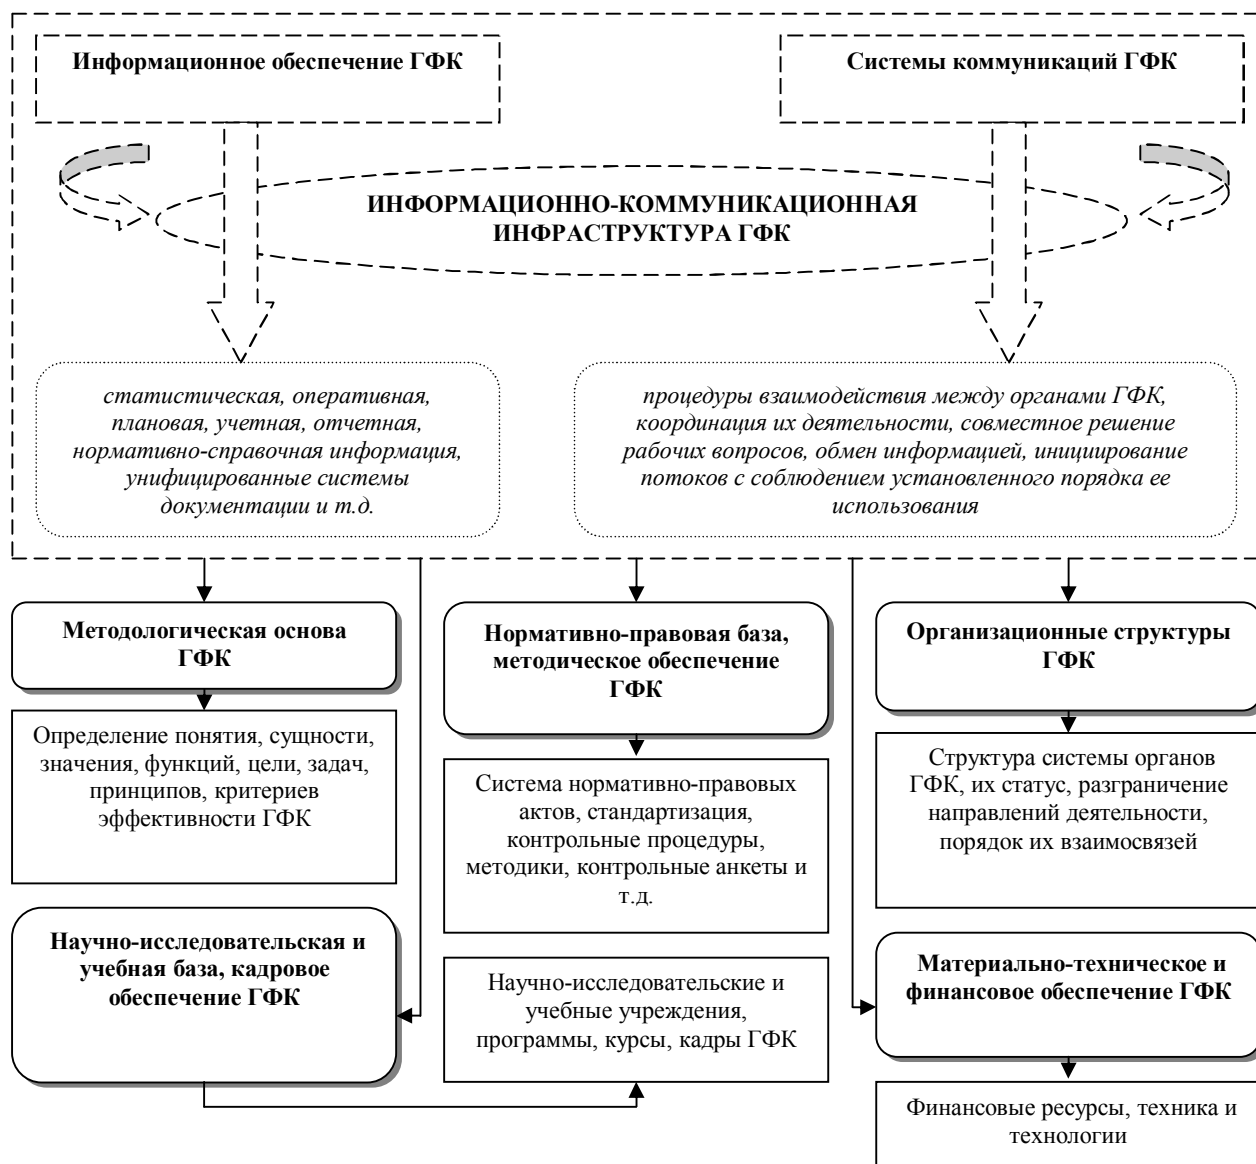 Информационное обеспечение ГФК
Системы коммуникаций ГФК
ИНФОРМАЦИОННО-КОММУНИКАЦИОННАЯ
ИНФРАСТРУКТУРА ГФК
статистическая, оперативная,
плановая, учетная, отчетная,
нормативно-справочная информация,
унифицированные системы
документации и т.д.
процедуры взаимодействия между органами ГФК,
координация их деятельности, совместное решение
рабочих вопросов, обмен информацией, инициирование
потоков с соблюдением установленного порядка ее
использования
Методологическая основа
ГФК
Нормативно-правовая база,
методическое обеспечение
ГФК
Организационные структуры
ГФК
Определение понятия, сущности,
значения, функций, цели, задач,
принципов, критериев
эффективности ГФК
Система нормативно-правовых
актов, стандартизация,
контрольные процедуры,
методики, контрольные анкеты и
т.д.
Структура системы органов
ГФК, их статус, разграничение
направлений деятельности,
порядок их взаимосвязей
Научно-исследовательская и
учебная база, кадровое
обеспечение ГФК
Научно-исследовательские и
учебные учреждения,
программы, курсы, кадры ГФК
Материально-техническое и
финансовое обеспечение ГФК
Финансовые ресурсы, техника и
технологии